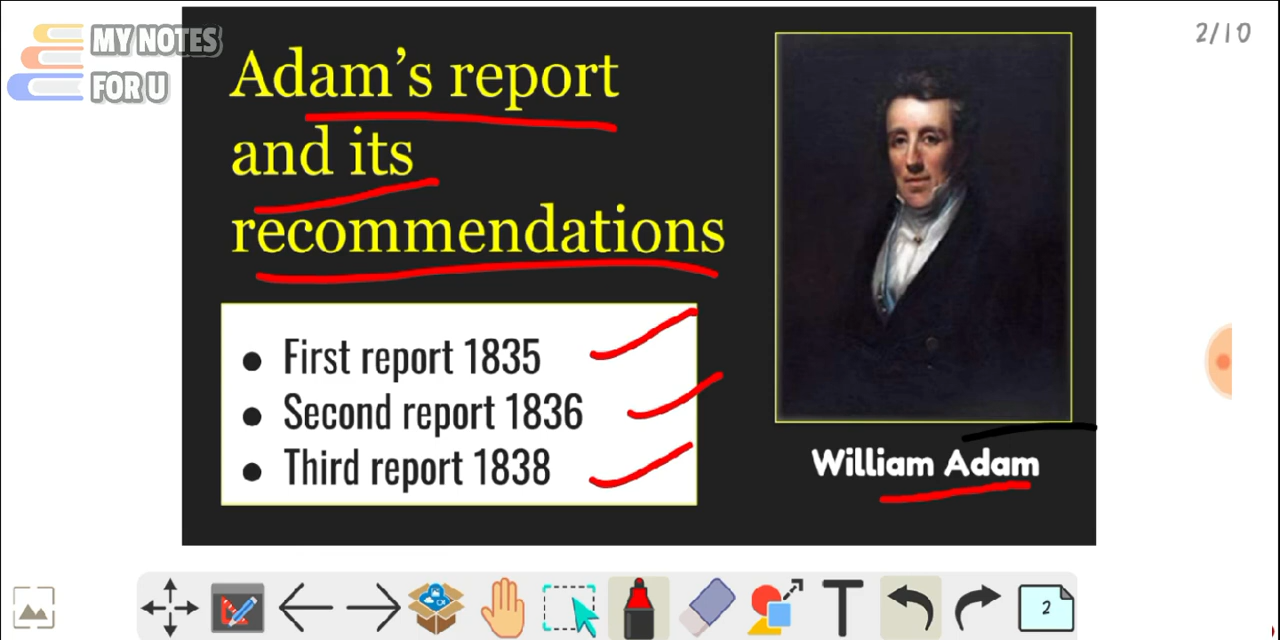 MY NOTES
FOR U
2/10
Adam's report
and its
recommendations
● First report 1835
● Second report 1836
● Third report 1838
William Adam
T
2